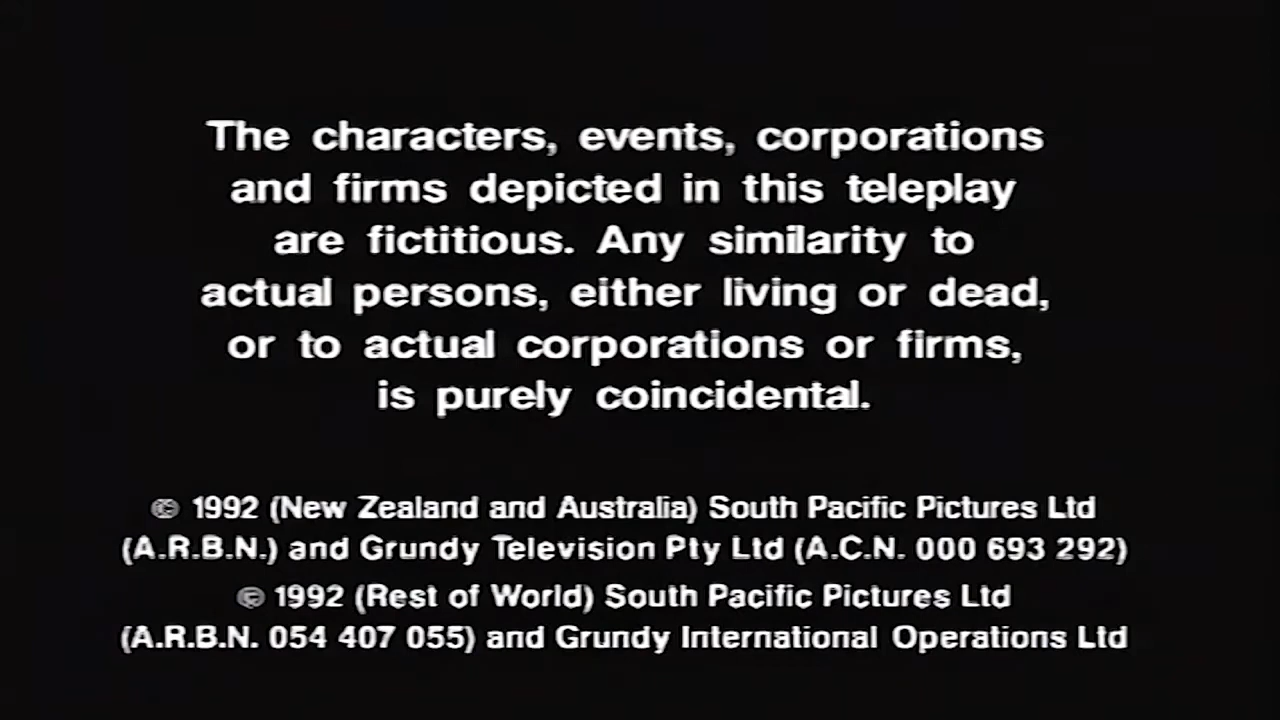 The characters, events, corporations
and firms depicted in this teleplay
are fictitious. Any similarity to
actual persons, either living or dead,
or to actual corporations or firms,
is purely coincidental.
© 1992 (New Zealand and Australia) South Pacific Pictures Ltd
(A.R.B.N.) and Grundy Television Pty Ltd (A.C.N. 000 693 292)
© 1992 (Rest of World) South Pacific Pictures Ltd
(A.R.B.N. 054 407 055) and Grundy International Operations Ltd